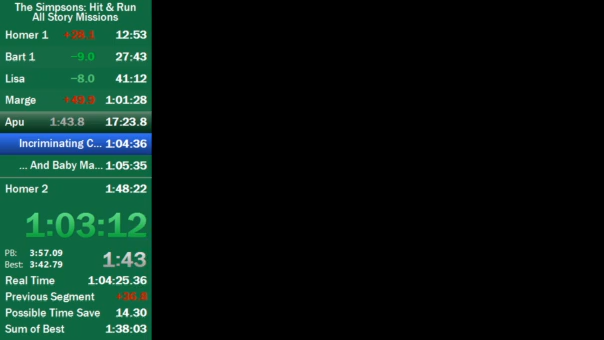 The Simpsons: Hit & Run
All Story Missions
Homer 1 +28.1 12:53
Bart 1 −9.0 27:43
Lisa −8.0 41:12
Marge +49.9 1:01:28
Apu 1:43.8 17:23.8
Incriminating C... 1:04:36
... And Baby Ma... 1:05:35
Homer 2 1:48:22
1:03:12
PB: 3:57.09
Best: 3:42.79
1:43
Real Time 1:04:25.36
Previous Segment +36.8
Possible Time Save 14.30
Sum of Best 1:38:03